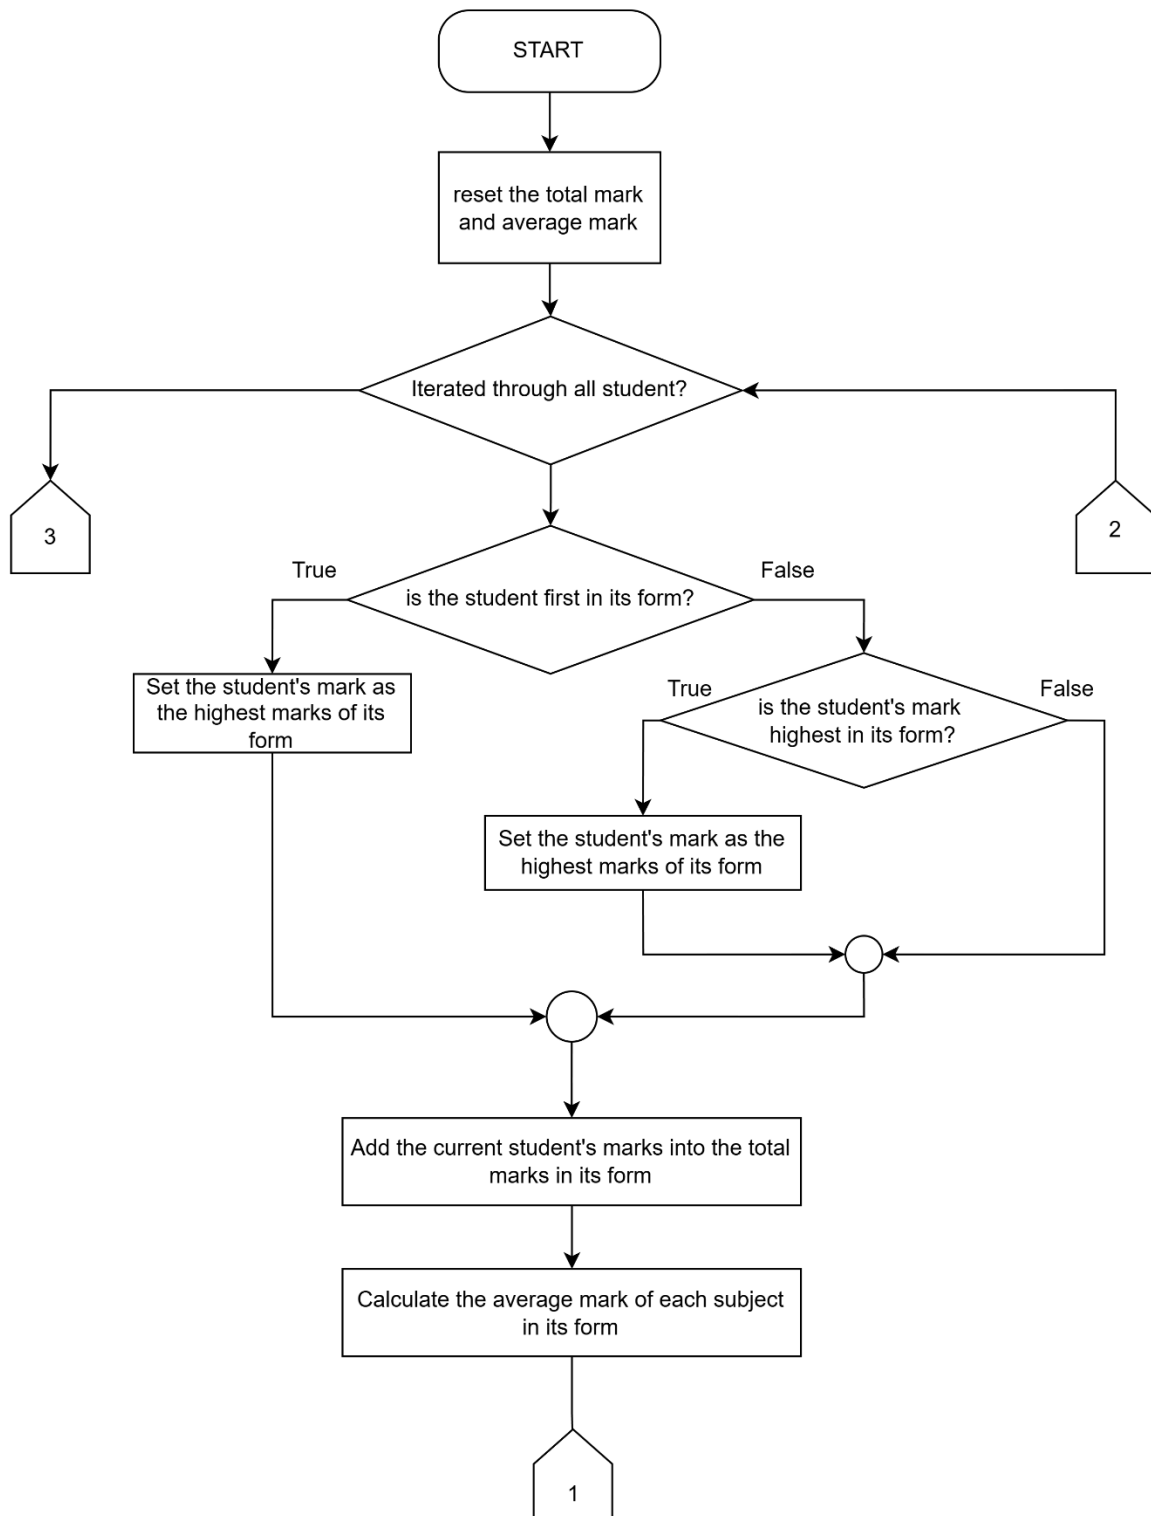 START
reset the total mark
and average mark
Iterated through all student?
3
2
True
False
is the student first in its form?
Set the student's mark as
the highest marks of its
form
True
False
is the student's mark
highest in its form?
Set the student's mark as the
highest marks of its form
Add the current student's marks into the total
marks in its form
Calculate the average mark of each subject
in its form
1